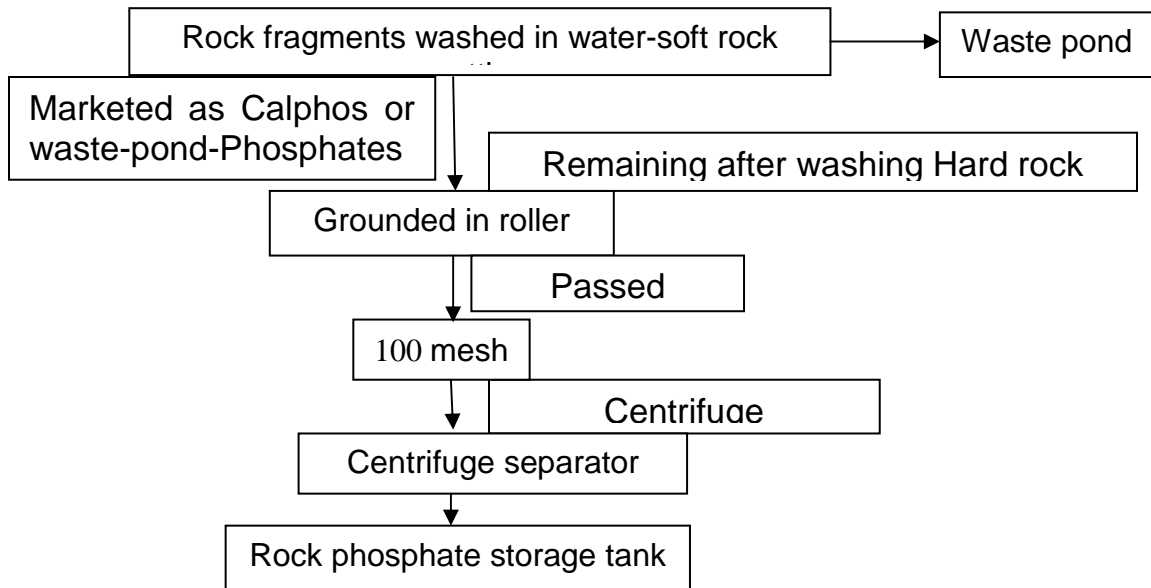 Rock fragments washed in water-soft rock
Waste pond
Marketed as Calphos or
waste-pond-Phosphates
Remaining after washing Hard rock
Grounded in roller
Passed
100 mesh
Centrifuge
Centrifuge separator
Rock phosphate storage tank